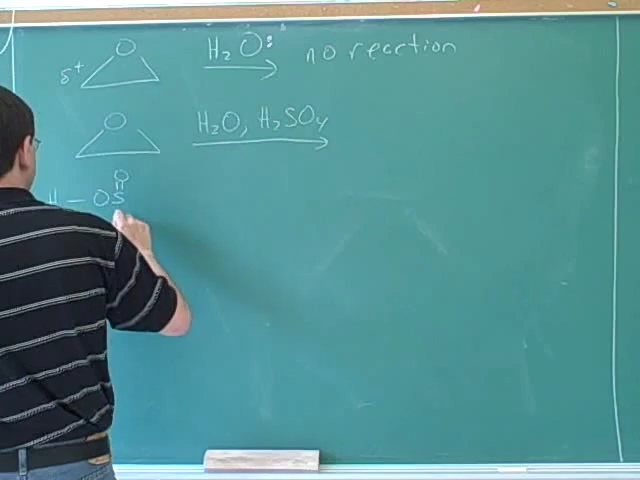 O
δ+ H₂O: no reaction
O H₂O, H₂SO₄
O
H — OS